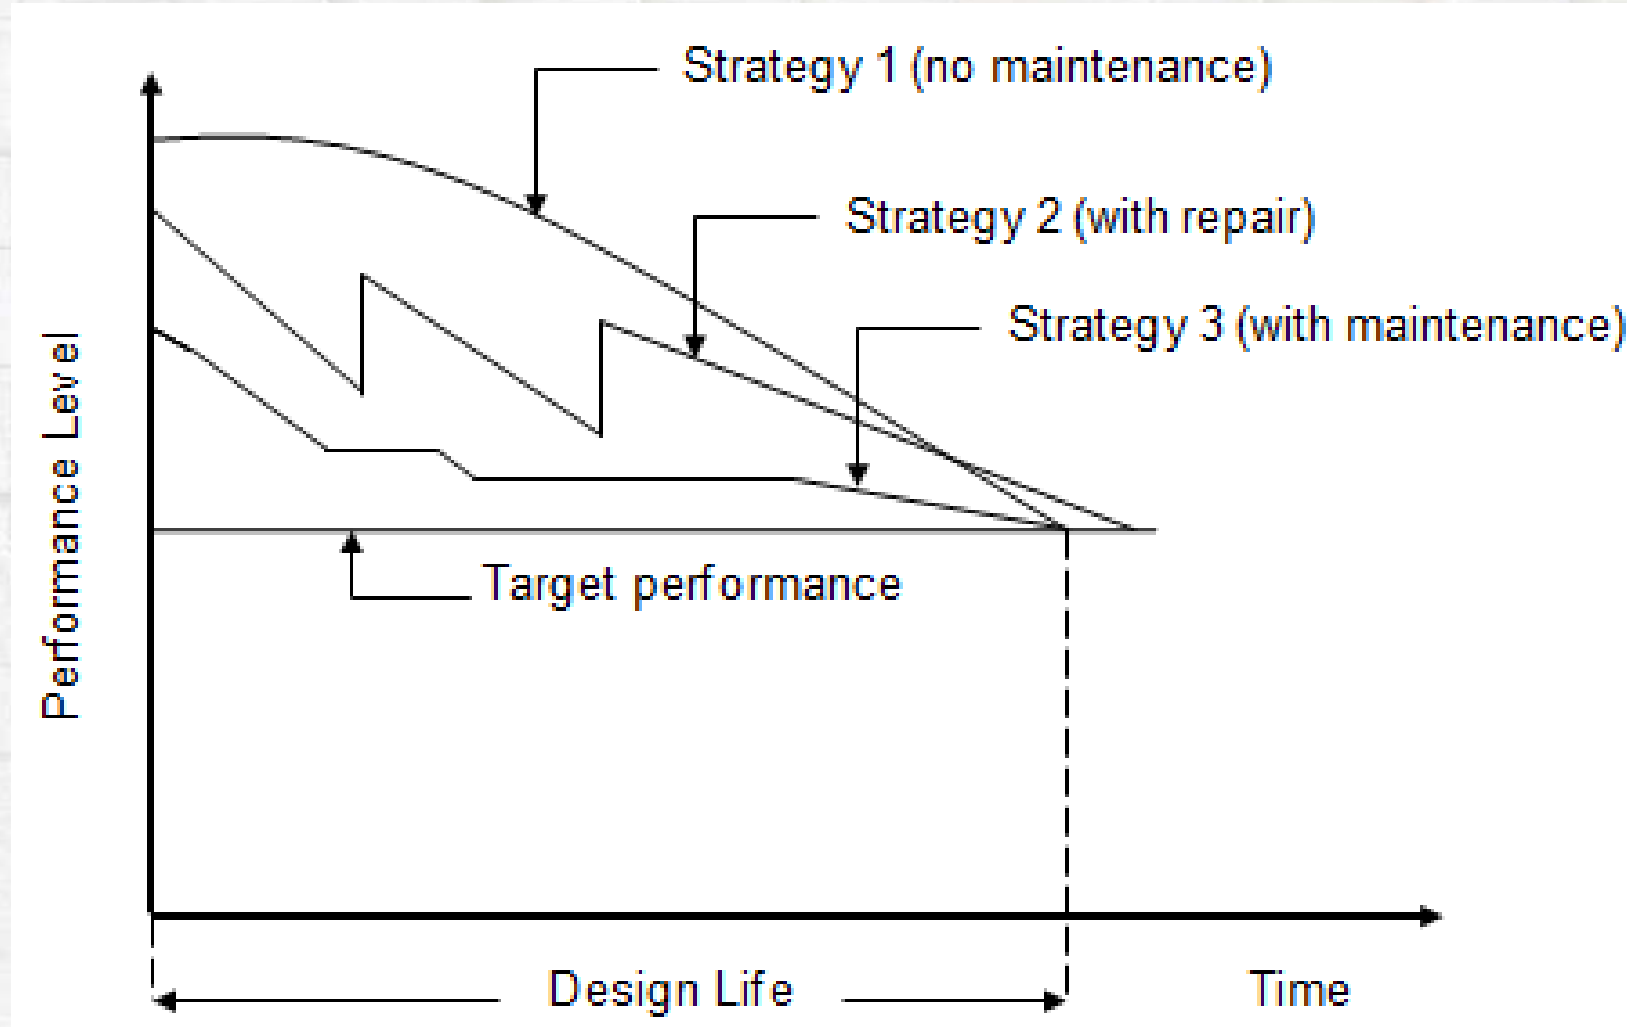 Strategy 1 (no maintenance)
Strategy 2 (with repair)
Strategy 3 (with maintenance)
Performance Level
Target performance
Design Life
Time